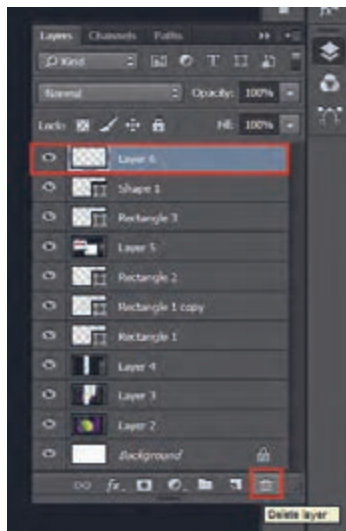 Layers Channels Paths
Kind T
Normal Opacity: 100%
Lock: Fill: 100%
Layer 6
Shape 1
Rectangle 3
Layer 5
Rectangle 2
Rectangle 1 copy
Rectangle 1
Layer 4
Layer 3
Layer 2
Background
fx
Delete layer